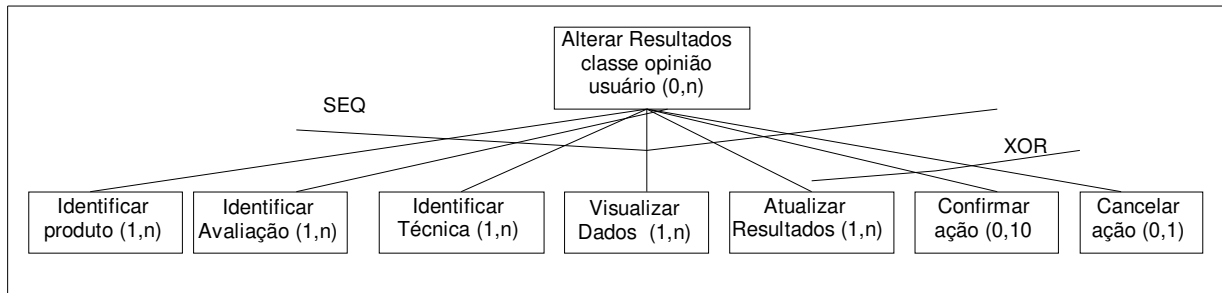 Alterar Resultados
classe opinião
usuário (0,n)
SEQ
XOR
Identificar
produto (1,n)
Identificar
Avaliação (1,n)
Identificar
Técnica (1,n)
Visualizar
Dados (1,n)
Atualizar
Resultados (1,n)
Confirmar
ação (0,10
Cancelar
ação (0,1)